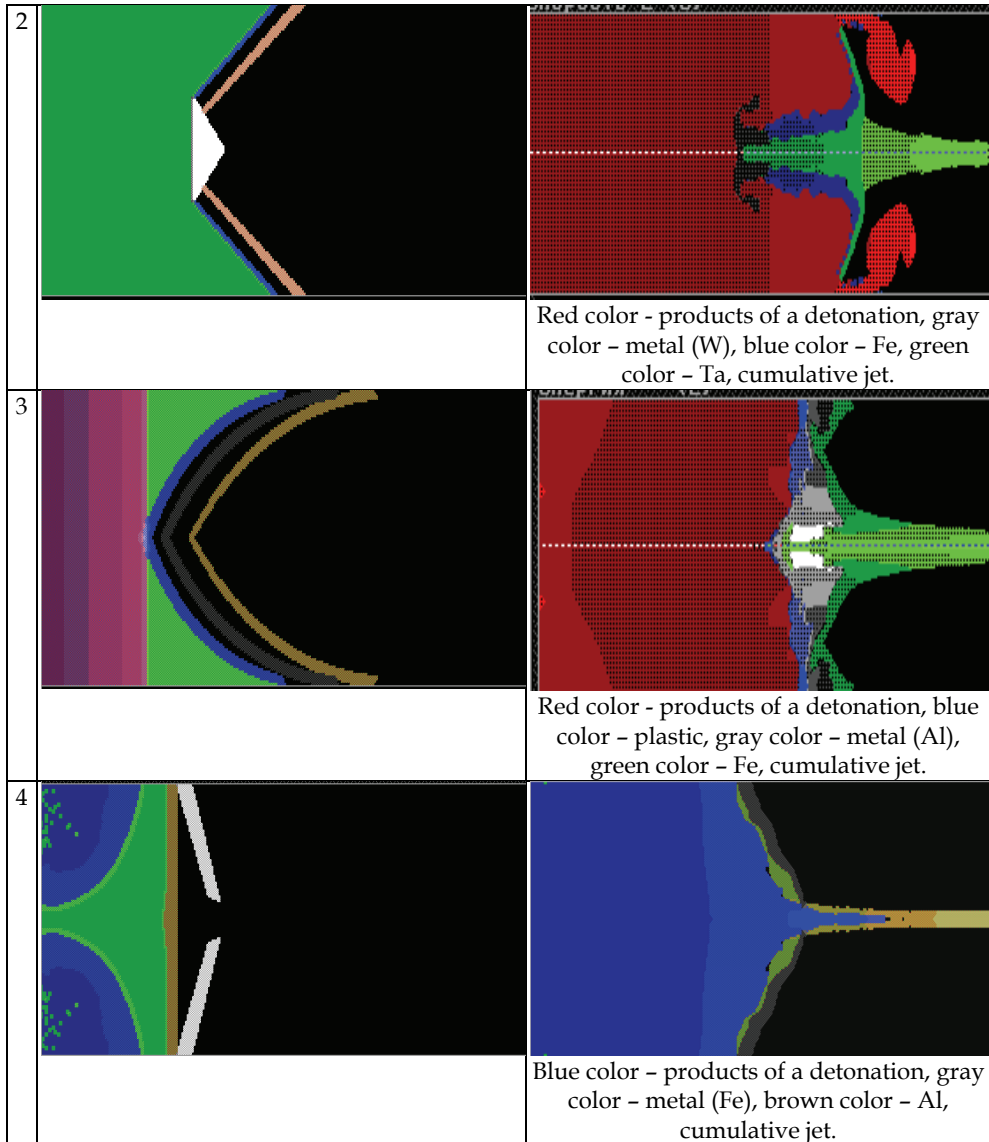 2
Red color - products of a detonation, gray
color – metal (W), blue color – Fe, green
color – Ta, cumulative jet.
3
Red color - products of a detonation, blue
color – plastic, gray color – metal (Al),
green color – Fe, cumulative jet.
4
Blue color – products of a detonation, gray
color – metal (Fe), brown color – Al,
cumulative jet.